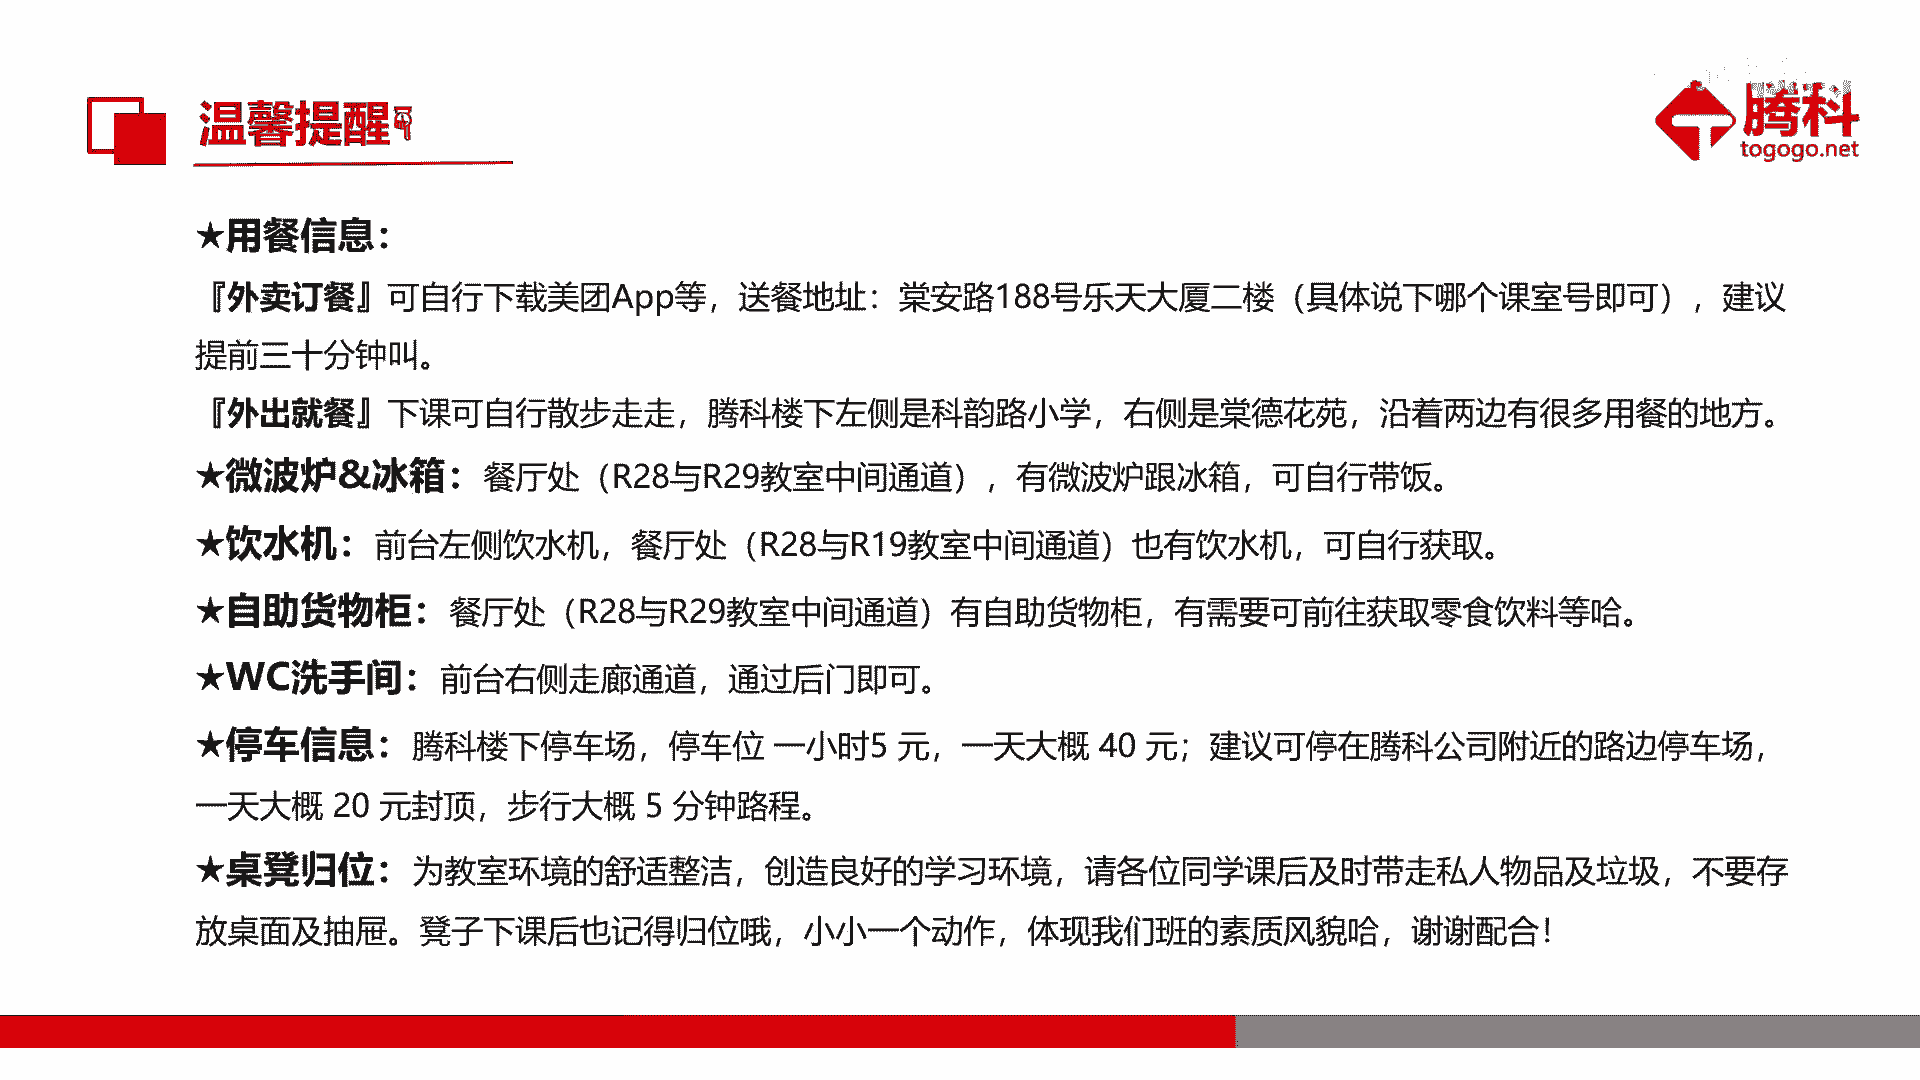 温馨提醒
腾科
togogo.net
★用餐信息：
『外卖订餐』可自行下载美团App等，送餐地址：棠安路188号乐天大厦二楼（具体说下哪个课室号即可），建议
提前三十分钟叫。
『外出就餐』下课可自行散步走走，腾科楼下左侧是科韵路小学，右侧是棠德花苑，沿着两边有很多用餐的地方。
★微波炉&冰箱：餐厅处（R28与R29教室中间通道），有微波炉跟冰箱，可自行带饭。
★饮水机：前台左侧饮水机，餐厅处（R28与R19教室中间通道）也有饮水机，可自行获取。
★自助货物柜：餐厅处（R28与R29教室中间通道）有自助货物柜，有需要可前往获取零食饮料等哈。
★WC洗手间：前台右侧走廊通道，通过后门即可。
★停车信息：腾科楼下停车场，停车位 一小时5 元，一天大概 40 元；建议可停在腾科公司附近的路边停车场，
一天大概 20 元封顶，步行大概 5 分钟路程。
★桌凳归位：为教室环境的舒适整洁，创造良好的学习环境，请各位同学课后及时带走私人物品及垃圾，不要存
放桌面及抽屉。凳子下课后也记得归位哦，小小一个动作，体现我们班的素质风貌哈，谢谢配合！